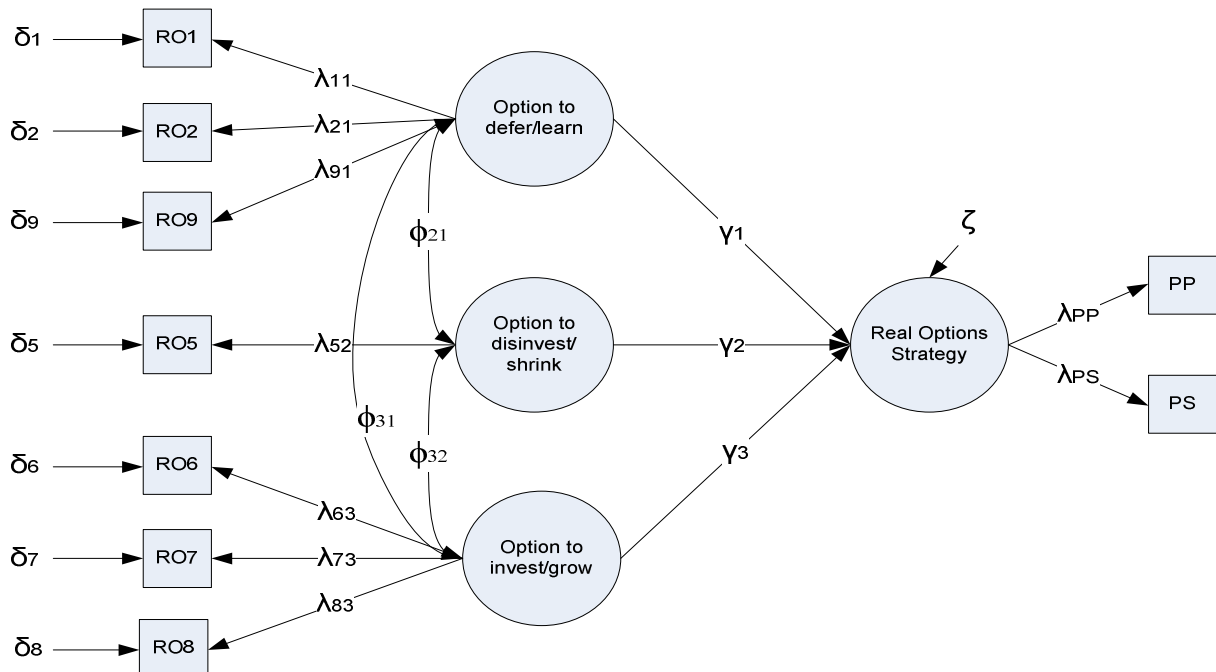 δ1
RO1
λ11
δ2
RO2
λ21
λ91
δ9
RO9
Option to
defer/learn
ϕ21
γ1
ζ
δ5
RO5
λ52
Option to
disinvest/
shrink
γ2
Real Options
Strategy
λPP
PP
λPS
PS
ϕ31
ϕ32
γ3
δ6
RO6
λ63
δ7
RO7
λ73
λ83
Option to
invest/grow
δ8
RO8